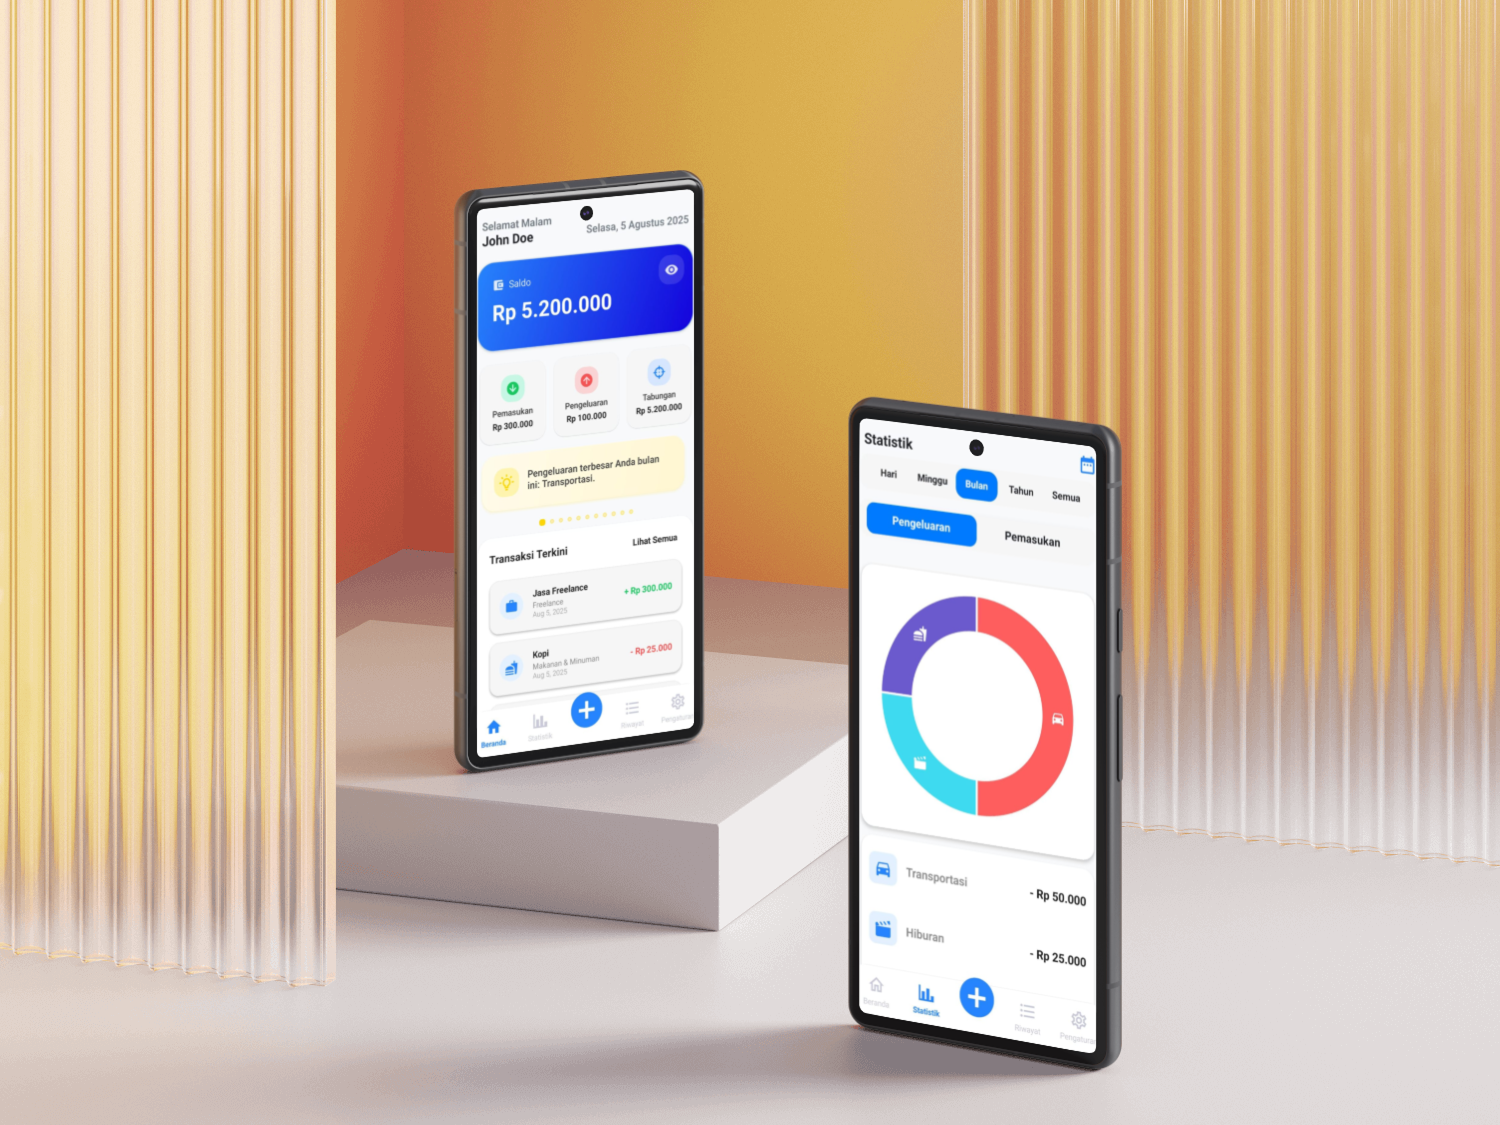 Selamat Malam
John Doe
Selasa, 5 Agustus 2025
Saldo
Rp 5.200.000
Pemasukan
Rp 300.000
Pengeluaran
Rp 100.000
Tabungan
Rp 5.200.000
Pengeluaran terbesar Anda bulan
ini: Transportasi.
Transaksi Terkini
Lihat Semua
Jasa Freelance
Freelance
Aug 5, 2025
+ Rp 300.000
Kopi
Makanan & Minuman
Aug 5, 2025
- Rp 25.000
Beranda
Statistik
Riwayat
Pengaturan
Statistik
Hari
Minggu
Bulan
Tahun
Semua
Pengeluaran
Pemasukan
Transportasi
- Rp 50.000
Hiburan
- Rp 25.000
Beranda
Statistik
Riwayat
Pengaturan